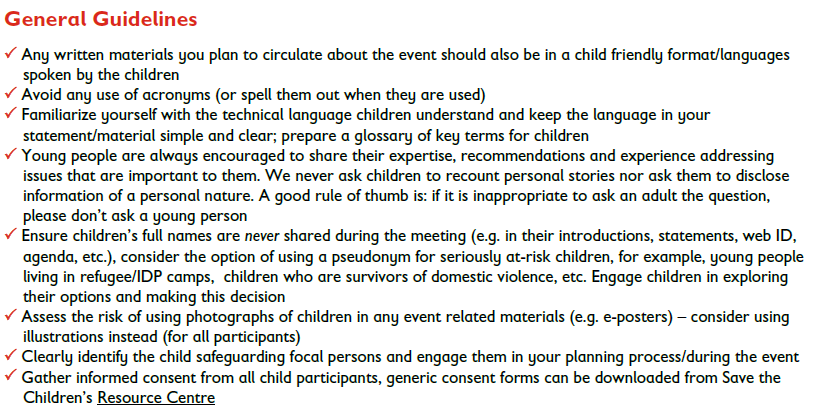 General Guidelines
✓ Any written materials you plan to circulate about the event should also be in a child friendly format/languages
spoken by the children
✓ Avoid any use of acronyms (or spell them out when they are used)
✓ Familiarize yourself with the technical language children understand and keep the language in your
statement/material simple and clear; prepare a glossary of key terms for children
✓ Young people are always encouraged to share their expertise, recommendations and experience addressing
issues that are important to them. We never ask children to recount personal stories nor ask them to disclose
information of a personal nature. A good rule of thumb is: if it is inappropriate to ask an adult the question,
please don’t ask a young person
✓ Ensure children’s full names are never shared during the meeting (e.g. in their introductions, statements, web ID,
agenda, etc.), consider the option of using a pseudonym for seriously at-risk children, for example, young people
living in refugee/IDP camps, children who are survivors of domestic violence, etc. Engage children in exploring
their options and making this decision
✓ Assess the risk of using photographs of children in any event related materials (e.g. e-posters) – consider using
illustrations instead (for all participants)
✓ Clearly identify the child safeguarding focal persons and engage them in your planning process/during the event
✓ Gather informed consent from all child participants, generic consent forms can be downloaded from Save the
Children’s Resource Centre